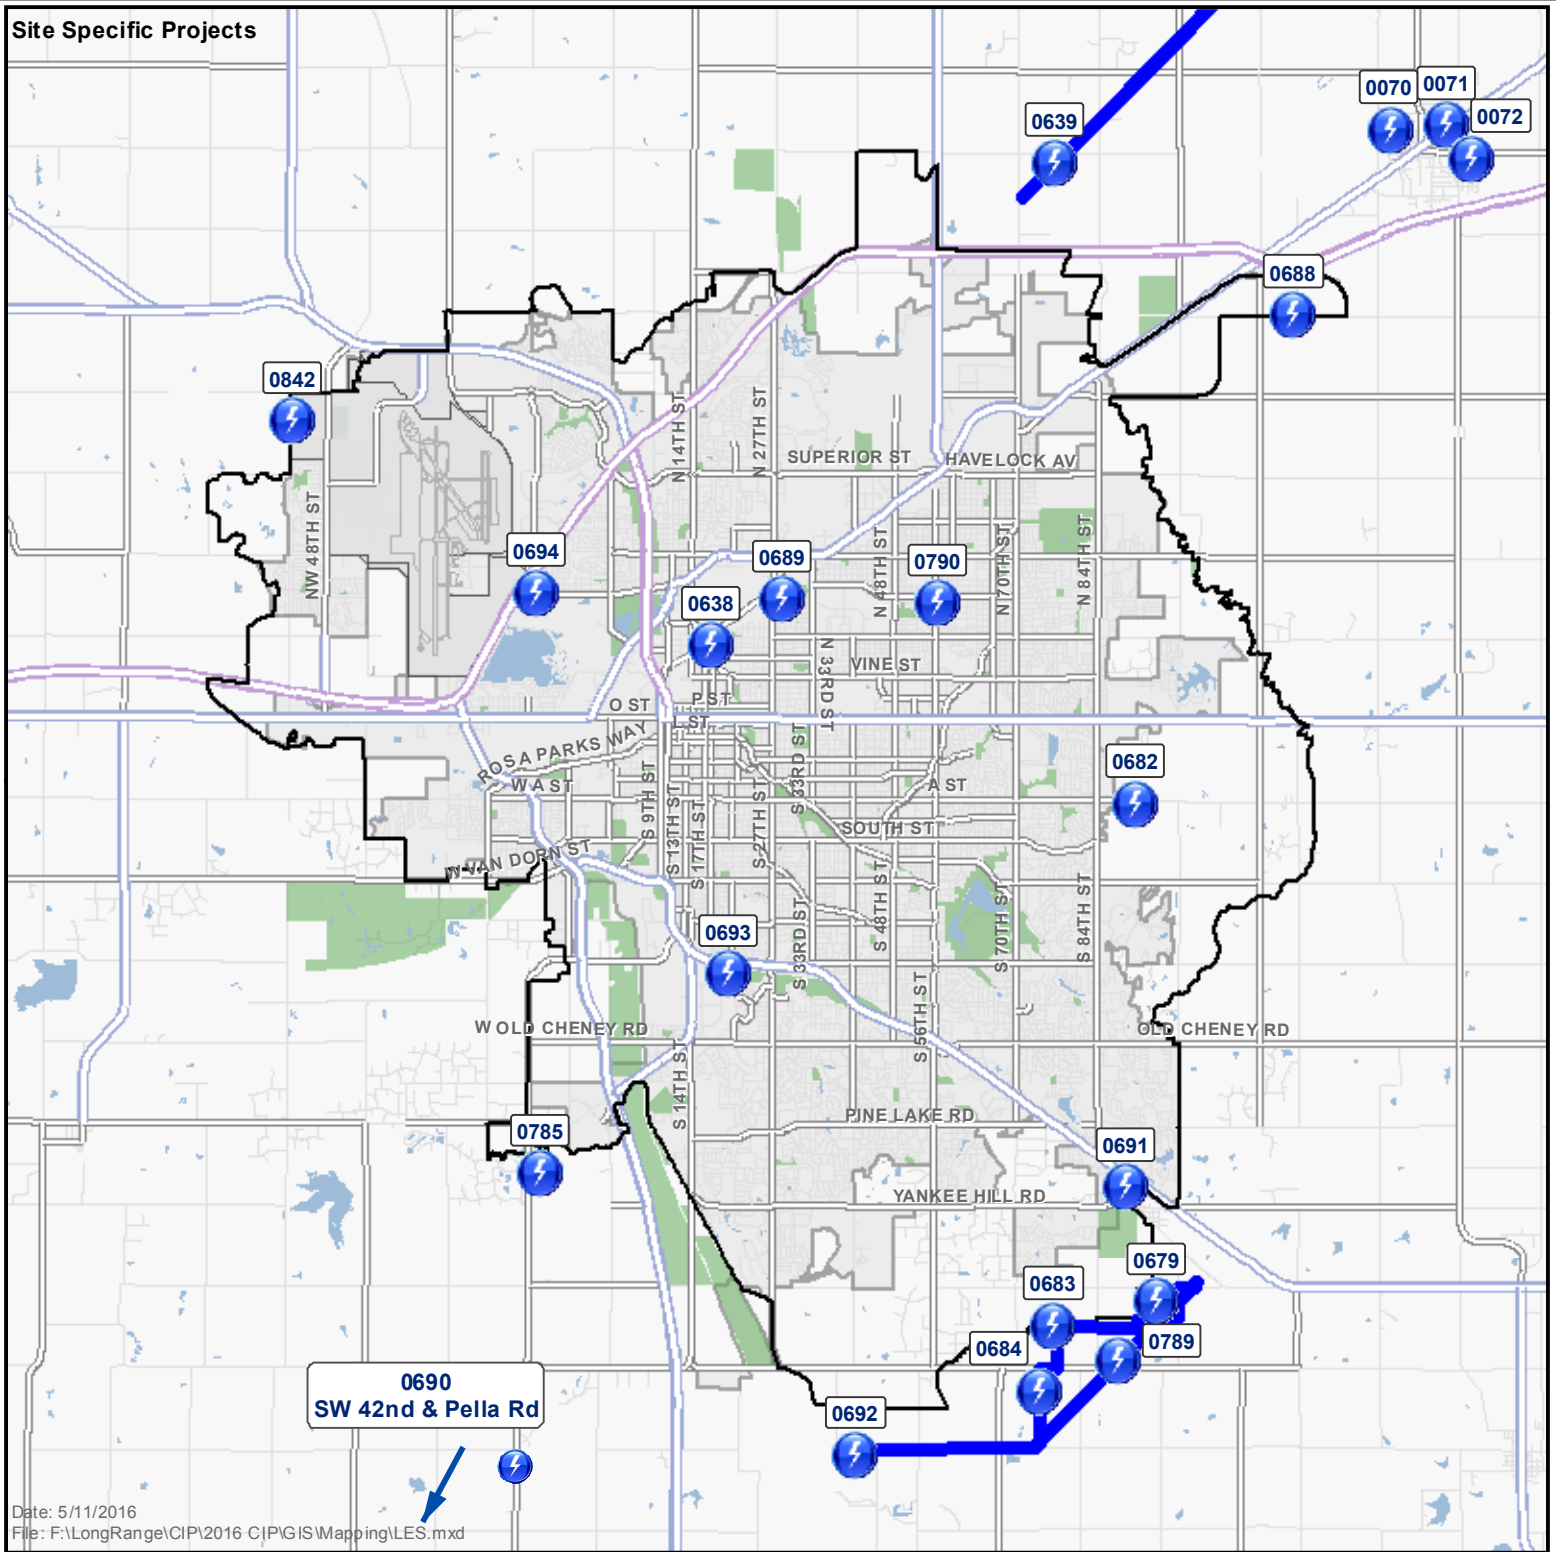 Site Specific Projects
0070
0071
0072
0639
0688
0842
N 14TH ST
N 27TH ST
SUPERIOR ST
HAVELOCK AV
NW 48TH ST
0694
0689
0790
N 48TH ST
N 70TH ST
N 84TH ST
0638
N 33RD ST
VINE ST
O ST
P ST
L ST
ROSA PARKS WAY
W A ST
S 9TH ST
S 13TH ST
S 17TH ST
S 27TH ST
S 33RD ST
A ST
0682
SOUTH ST
W VAN DORN ST
0693
S 33RD ST
S 48TH ST
S 70TH ST
S 84TH ST
W OLD CHENEY RD
S 56TH ST
OLD CHENEY RD
S 14TH ST
PINE LAKE RD
0785
0691
YANKEE HILL RD
0679
0683
0684
0789
0690
SW 42nd & Pella Rd
0692
Date: 5/11/2016
File: F:\LongRange\CIP\2016 CIP\GIS\Mapping\LES.mxd